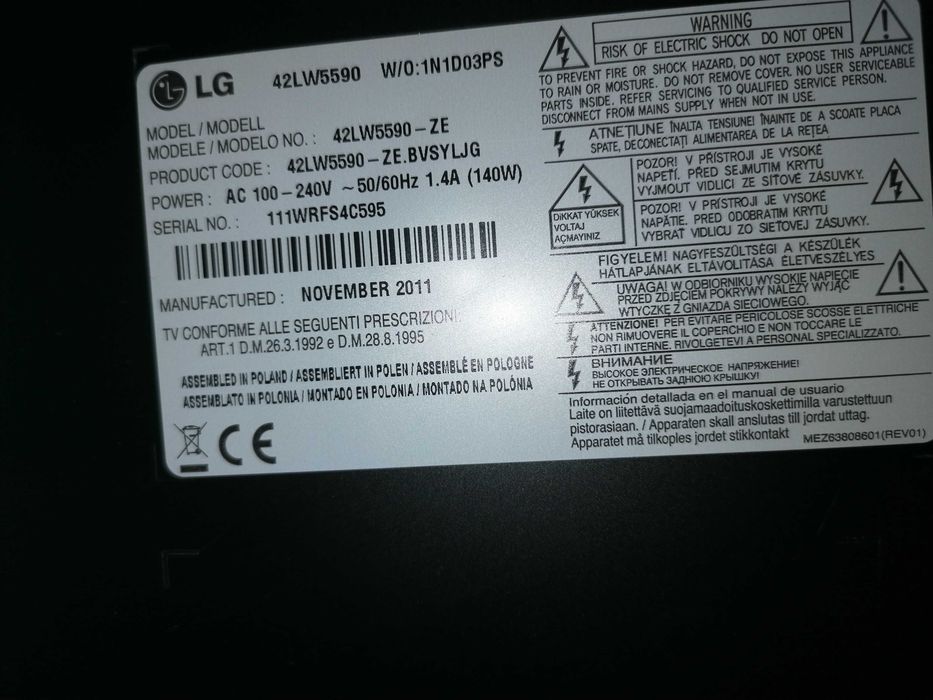 LG 42LW5590 W/O:1N1D03PS
MODEL / MODELL
MODELE / MODELO NO. : 42LW5590-ZE
PRODUCT CODE : 42LW5590-ZE.BVSYLJG
POWER : AC 100-240V ~50/60Hz 1.4A (140W)
SERIAL NO. : 111WRFS4C595
MANUFACTURED : NOVEMBER 2011
TV CONFORME ALLE SEGUENTI PRESCRIZIONI:
ART.1 D.M.26.3.1992 e D.M.28.8.1995
ASSEMBLED IN POLAND / ASSEMBLIERT IN POLEN / ASSEMBLÉ EN POLOGNE
ASSEMBLATO IN POLONIA / MONTADO EN POLONIA / MONTADO NA POLÓNIA
CE
WARNING
RISK OF ELECTRIC SHOCK DO NOT OPEN
TO PREVENT FIRE OR SHOCK HAZARD, DO NOT EXPOSE THIS APPLIANCE
TO RAIN OR MOISTURE. DO NOT REMOVE COVER. NO USER SERVICEABLE
PARTS INSIDE. REFER SERVICING TO QUALIFIED SERVICE PERSON.
DISCONNECT FROM MAINS SUPPLY WHEN NOT IN USE.
ATNEŢIUNE ÎNALTA TENSIUNE! ÎNAINTE DE A SCOATE PLACA
SPATE, DECONECTAŢI ALIMENTAREA DE LA REŢEA
DIKKAT YÜKSEK
VOLTAJ
AÇMAYINIZ
POZOR! V PŘÍSTROJI JE VYSOKÉ
NAPĚTÍ. PŘED SEJMUTIM KRYTU
VYJMOUT VIDLICI ZE SÍŤOVÉ ZÁSUVKY.
POZOR! V PRÍSTROJI JE VYSOKÉ
NAPÄTIE. PRED ODOBRATIM KRYTU
VYBRAŤ VIDLICU ZO SIEŤOVEJ ZÁSUVKY.
FIGYELEM! NAGYFESZÜLTSÉGI A KÉSZÜLÉK
HÁTLAPJÁNAK ELTÁVOLÍTÁSA ÉLETVESZÉLYES
UWAGA! W ODBIORNIKU WYSOKIE NAPIĘCIE
PRZED ZDJĘCIEM POKRYWY NALEŻY WYJĄĆ
WTYCZKĘ Z GNIAZDA SIECIOWEGO.
ATTENZIONE! PER EVITARE PERICOLOSE SCOSSE ELETTRICHE
NON RIMUOVERE IL COPERCHIO E NON TOCCARE LE
PARTI INTERNE. RIVOLGETEVI A PERSONAL SPECIALIZZATO.
ВНИМАНИЕ
ВЫСОКОЕ ЭЛЕКТРИЧЕСКОЕ НАПРЯЖЕНИЕ!
НЕ ОТКРЫВАТЬ ЗАДНЮЮ КРЫШКУ!
Información detallada en el manual de usuario
Laite on liitettävä suojamaadoituskoskettimilla varustettuun
pistorasiaan. / Apparaten skall anslutas till jordat uttag.
Apparatet må tilkoples jordet stikkontakt MEZ63808601(REV01)